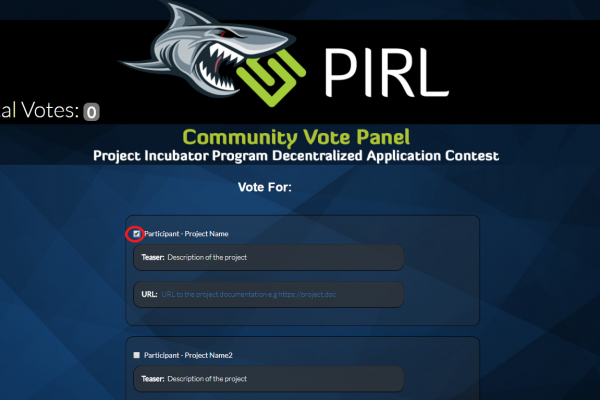 PIRL
al Votes: 0
Community Vote Panel
Project Incubator Program Decentralized Application Contest
Vote For:
Participant - Project Name
Teaser: Description of the project
URL: URL to the project documentation e.g https://project.doc
Participant - Project Name2
Teaser: Description of the project